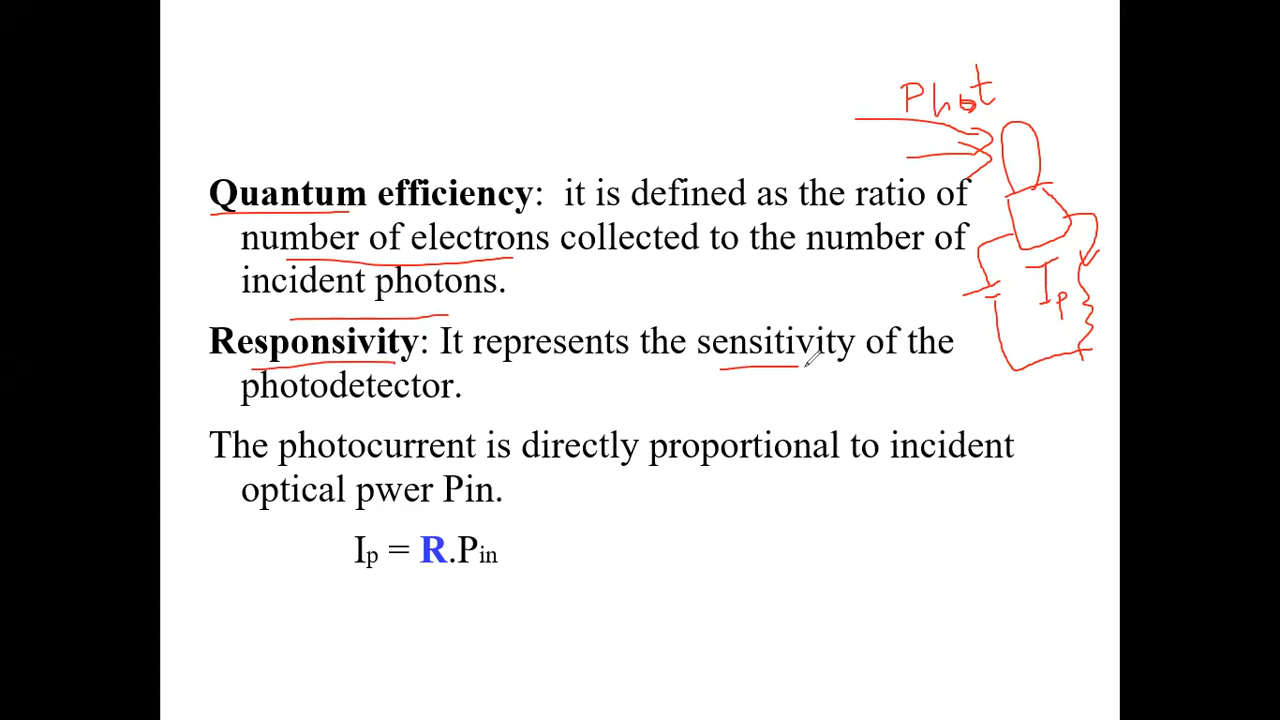 Phot
Quantum efficiency: it is defined as the ratio of
number of electrons collected to the number of
incident photons.
Ip
Responsivity: It represents the sensitivity of the
photodetector.
The photocurrent is directly proportional to incident
optical pwer Pin.
Ip = R.Pin